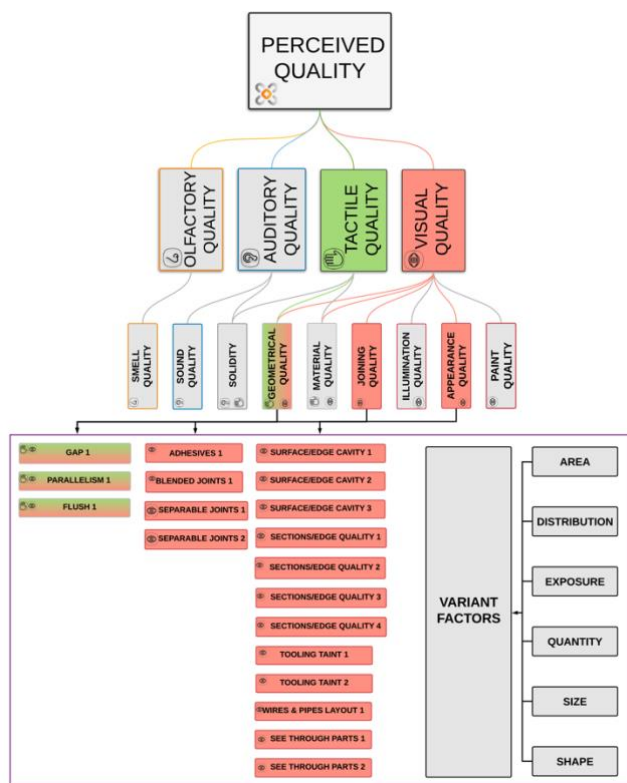 PERCEIVED
QUALITY
OLFACTORY
QUALITY
AUDITORY
QUALITY
TACTILE
QUALITY
VISUAL
QUALITY
SMELL
QUALITY
SOUND
QUALITY
SOLIDITY
GEOMETRICAL
QUALITY
MATERIAL
QUALITY
JOINING
QUALITY
ILLUMINATION
QUALITY
APPEARANCE
QUALITY
PAINT
QUALITY
GAP 1
PARALLELISM 1
FLUSH 1
ADHESIVES 1
BLENDED JOINTS 1
SEPARABLE JOINTS 1
SEPARABLE JOINTS 2
SURFACE/EDGE CAVITY 1
SURFACE/EDGE CAVITY 2
SURFACE/EDGE CAVITY 3
SECTIONS/EDGE QUALITY 1
SECTIONS/EDGE QUALITY 2
SECTIONS/EDGE QUALITY 3
SECTIONS/EDGE QUALITY 4
TOOLING TAINT 1
TOOLING TAINT 2
WIRES & PIPES LAYOUT 1
SEE THROUGH PARTS 1
SEE THROUGH PARTS 2
VARIANT
FACTORS
AREA
DISTRIBUTION
EXPOSURE
QUANTITY
SIZE
SHAPE